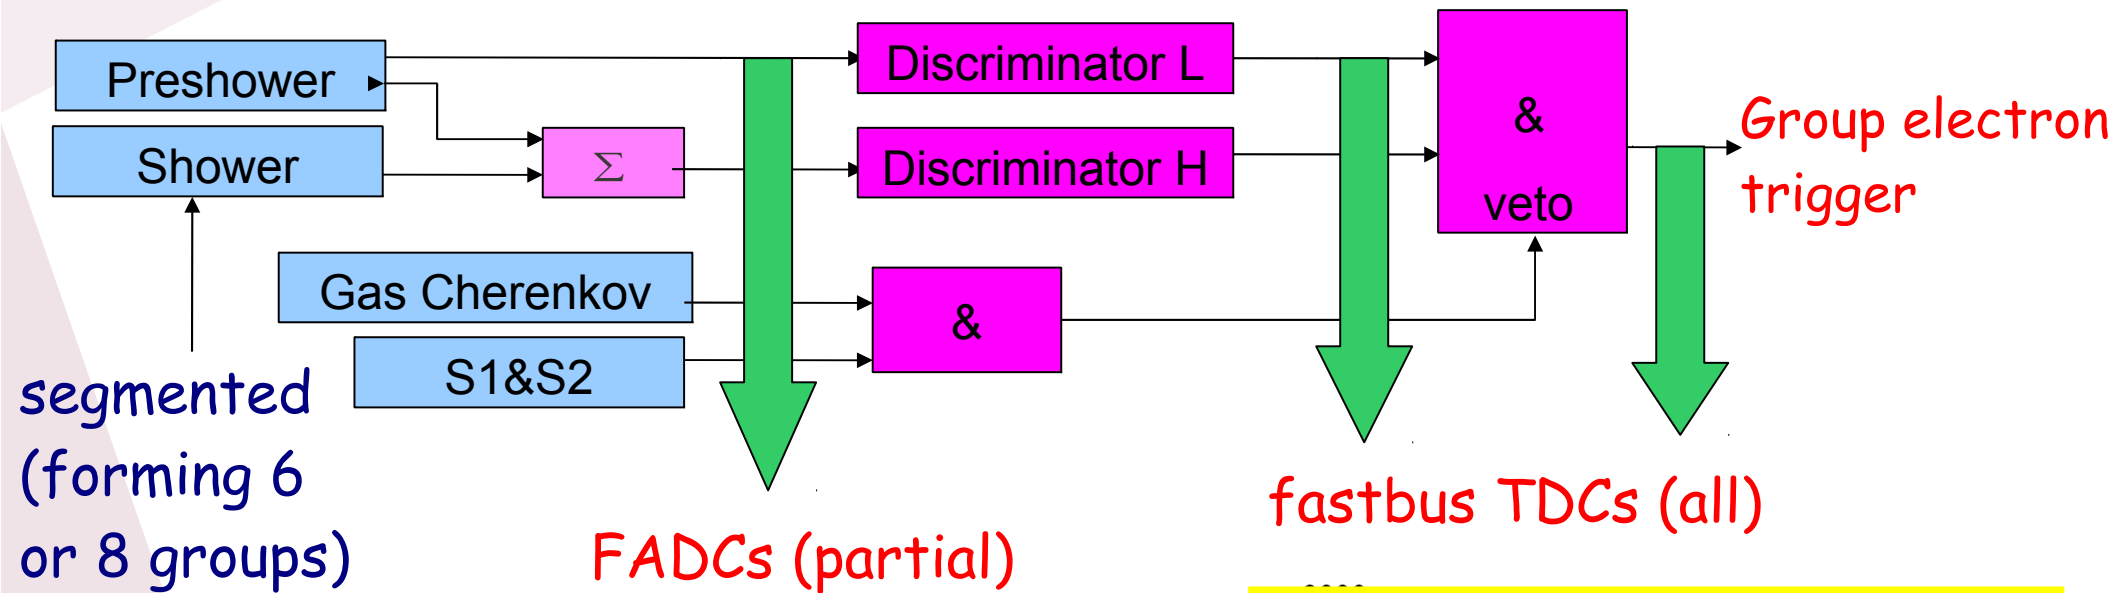 Preshower
Shower
Σ
Discriminator L
Discriminator H
&
veto
Group electron
trigger
Gas Cherenkov
S1&S2
&
segmented
(forming 6
or 8 groups)
FADCs (partial)
fastbus TDCs (all)